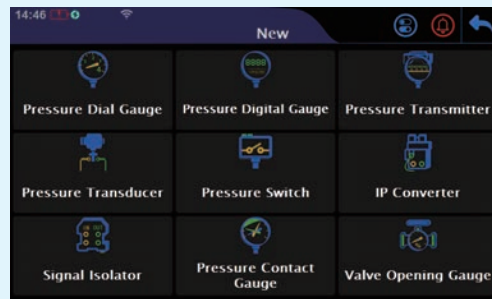 14:46
New
Pressure Dial Gauge
Pressure Digital Gauge
Pressure Transmitter
Pressure Transducer
Pressure Switch
IP Converter
Signal Isolator
Pressure Contact
Gauge
Valve Opening Gauge